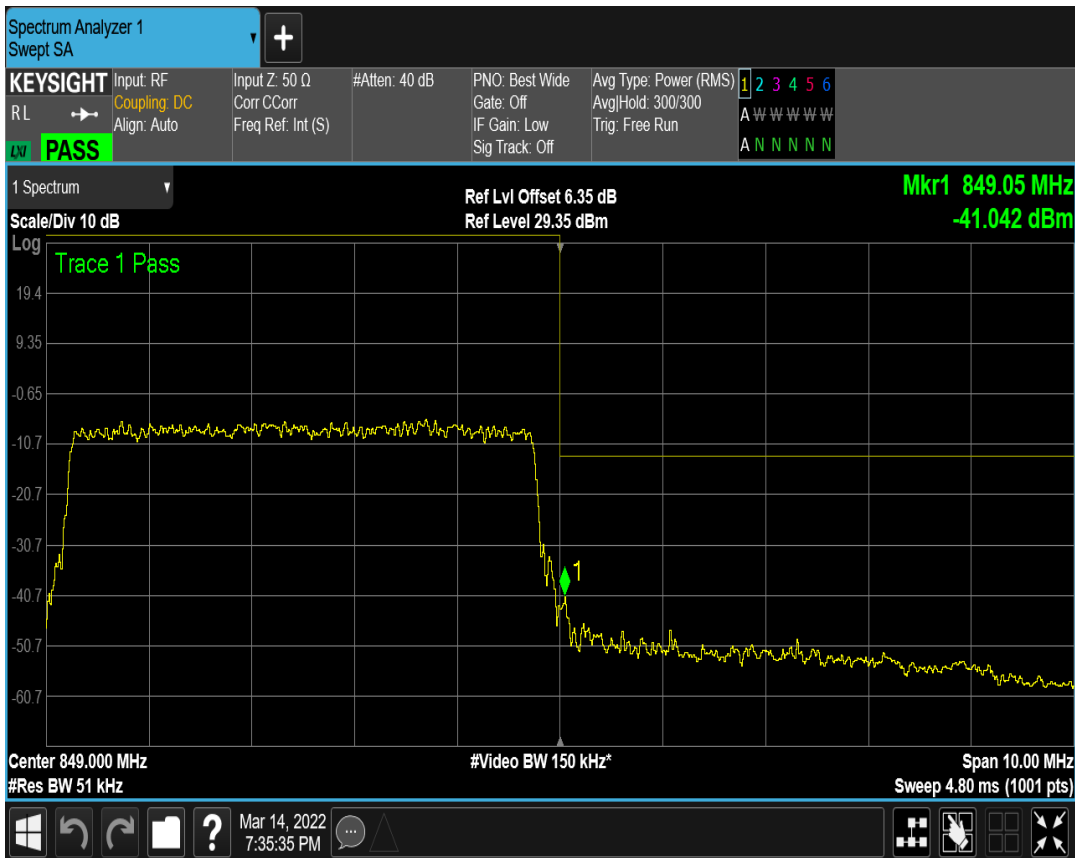 Spectrum Analyzer 1
Swept SA
+
KEYSIGHT
RL
LXI PASS
Input: RF
Coupling: DC
Align: Auto
Input Z: 50 Ω
Corr CCorr
Freq Ref: Int (S)
#Atten: 40 dB
PNO: Best Wide
Gate: Off
IF Gain: Low
Sig Track: Off
Avg Type: Power (RMS)
Avg|Hold: 300/300
Trig: Free Run
1 2 3 4 5 6
A W W W W W
A N N N N N
1 Spectrum
Scale/Div 10 dB
Ref Lvl Offset 6.35 dB
Ref Level 29.35 dBm
Mkr1 849.05 MHz
-41.042 dBm
Log
Trace 1 Pass
19.4
9.35
-0.65
-10.7
-20.7
-30.7
-40.7
-50.7
-60.7
1
Center 849.000 MHz
#Res BW 51 kHz
#Video BW 150 kHz*
Span 10.00 MHz
Sweep 4.80 ms (1001 pts)
?
Mar 14, 2022
7:35:35 PM